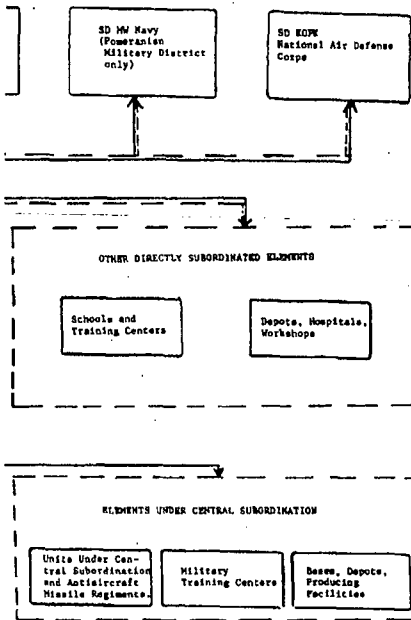 SD MW Navy
(Pomeranian
Military District
only)
SD KOPK
National Air Defense
Corps
OTHER DIRECTLY SUBORDINATED ELEMENTS
Schools and
Training Centers
Depots, Hospitals,
Workshops
ELEMENTS UNDER CENTRAL SUBORDINATION
Units Under Cen-
tral Subordination
and Antiaircraft
Missile Regiments.
Military
Training Centers
Bases, Depots,
Producing
Facilities